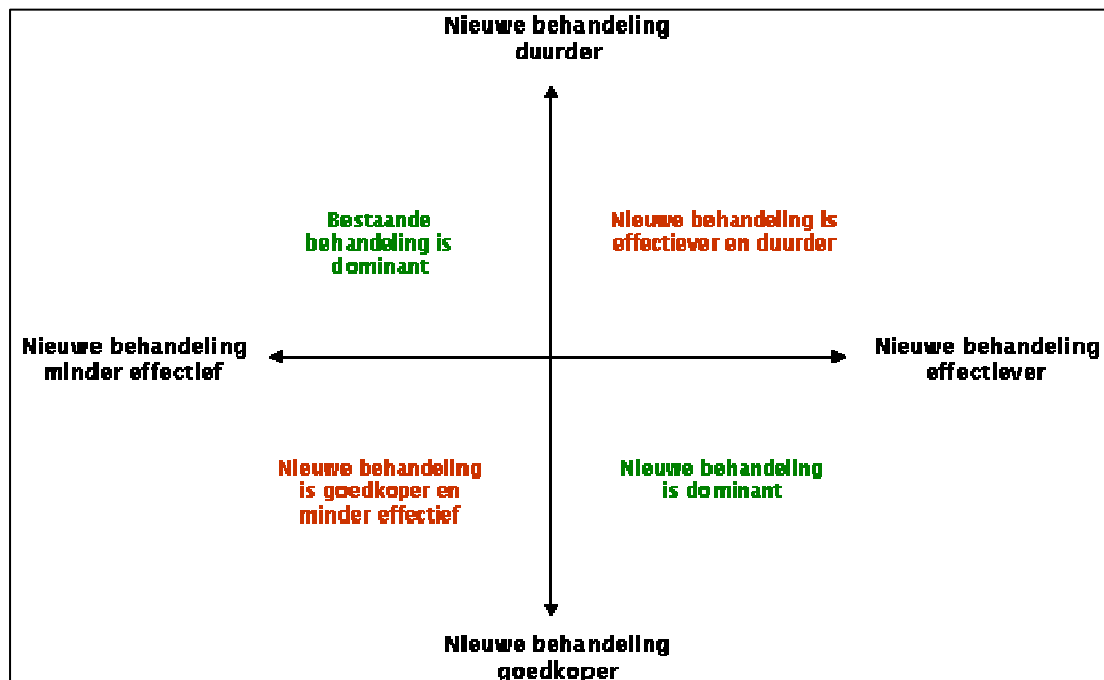 Nieuwe behandeling
duurder
Bestaande
behandeling is
dominant
Nieuwe behandeling is
effectiever en duurder
Nieuwe behandeling
minder effectief
Nieuwe behandeling
effectiever
Nieuwe behandeling
is goedkoper en
minder effectief
Nieuwe behandeling
is dominant
Nieuwe behandeling
goedkoper